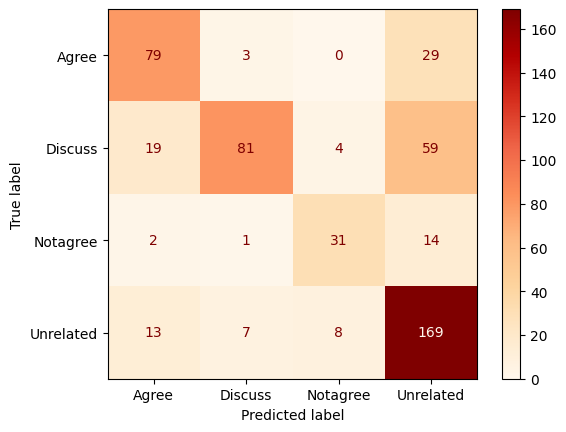 Agree 79 3 0 29
Discuss 19 81 4 59
Notagree 2 1 31 14
Unrelated 13 7 8 169
Agree Discuss Notagree Unrelated
Predicted label
True label
160
140
120
100
80
60
40
20
0